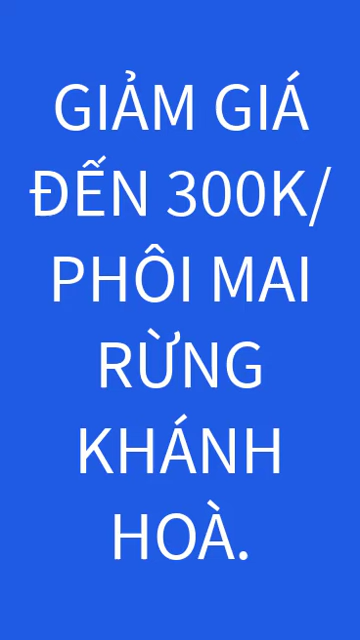 GIẢM GIÁ
ĐẾN 300K/
PHÔI MAI
RỪNG
KHÁNH
HOÀ.